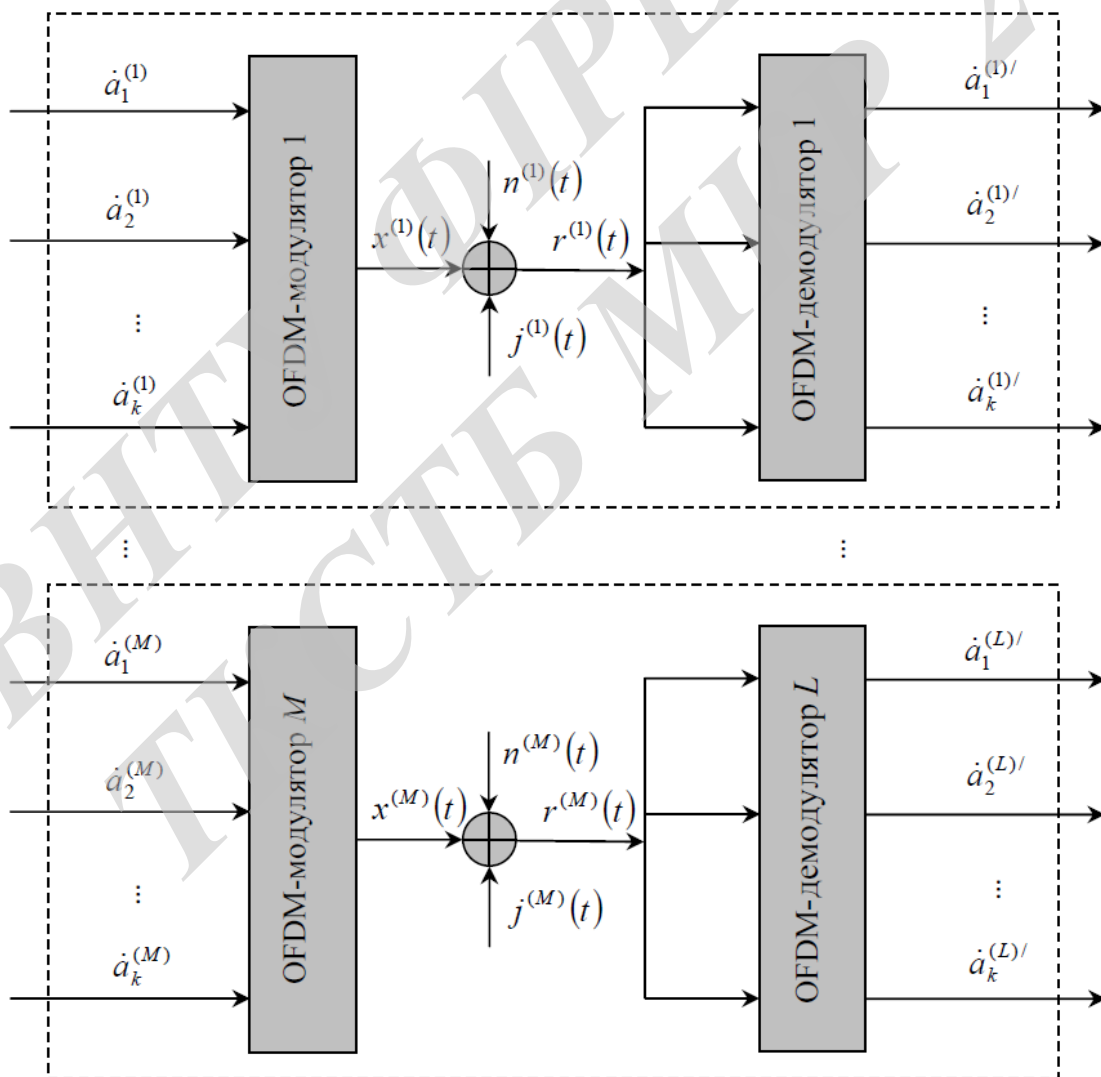 ȧ₁⁽¹⁾
ȧ₂⁽¹⁾
⋮
ȧₖ⁽¹⁾
OFDM-модулятор 1
x⁽¹⁾(t)
n⁽¹⁾(t)
j⁽¹⁾(t)
r⁽¹⁾(t)
OFDM-демодулятор 1
ȧ₁⁽¹⁾ᐟ
ȧ₂⁽¹⁾ᐟ
⋮
ȧₖ⁽¹⁾ᐟ
⋮
⋮
ȧ₁⁽ᴹ⁾
ȧ₂⁽ᴹ⁾
⋮
ȧₖ⁽ᴹ⁾
OFDM-модулятор M
x⁽ᴹ⁾(t)
n⁽ᴹ⁾(t)
j⁽ᴹ⁾(t)
r⁽ᴹ⁾(t)
OFDM-демодулятор L
ȧ₁⁽ᴸ⁾ᐟ
ȧ₂⁽ᴸ⁾ᐟ
⋮
ȧₖ⁽ᴸ⁾ᐟ